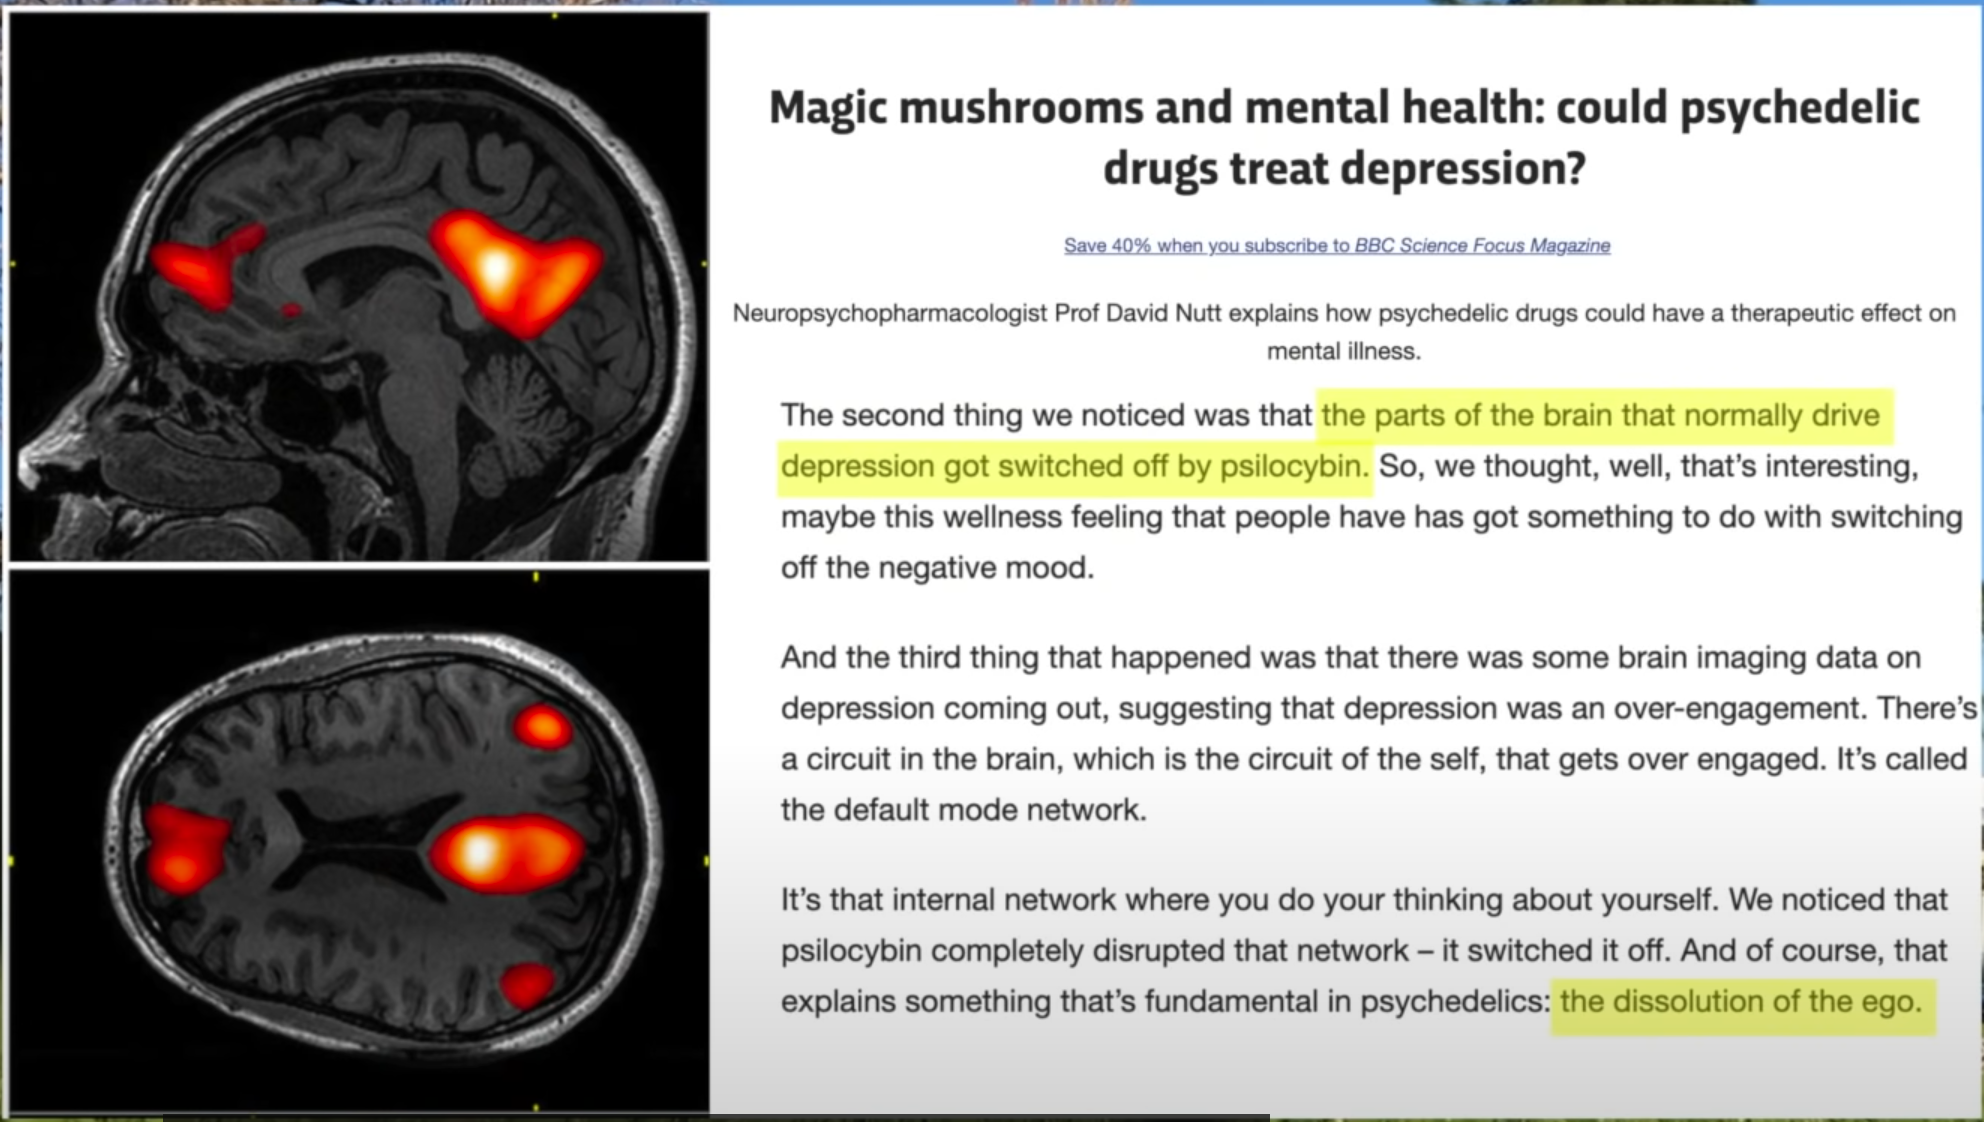 Magic mushrooms and mental health: could psychedelic
drugs treat depression?
Save 40% when you subscribe to BBC Science Focus Magazine
Neuropsychopharmacologist Prof David Nutt explains how psychedelic drugs could have a therapeutic effect on
mental illness.
The second thing we noticed was that the parts of the brain that normally drive
depression got switched off by psilocybin. So, we thought, well, that’s interesting,
maybe this wellness feeling that people have has got something to do with switching
off the negative mood.
And the third thing that happened was that there was some brain imaging data on
depression coming out, suggesting that depression was an over-engagement. There’s
a circuit in the brain, which is the circuit of the self, that gets over engaged. It’s called
the default mode network.
It’s that internal network where you do your thinking about yourself. We noticed that
psilocybin completely disrupted that network – it switched it off. And of course, that
explains something that’s fundamental in psychedelics: the dissolution of the ego.